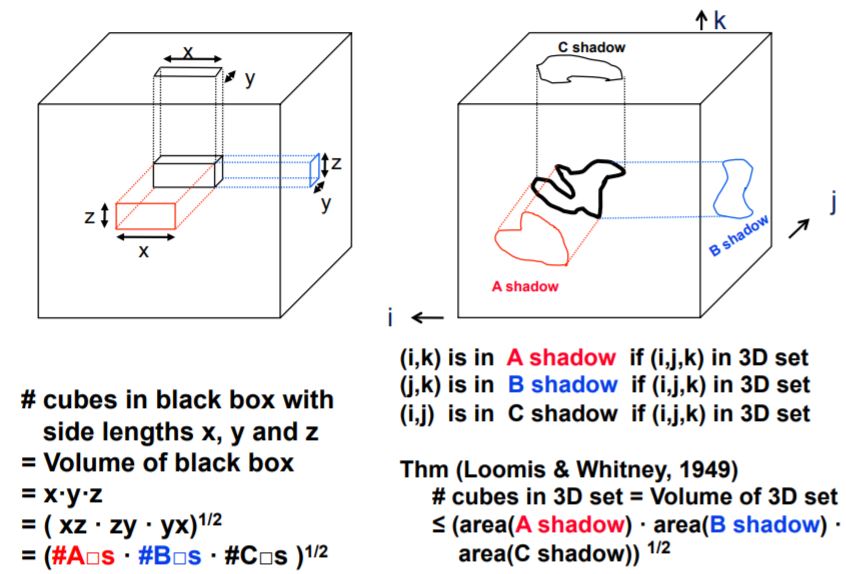 x
y
z
y
z
x
# cubes in black box with
side lengths x, y and z
= Volume of black box
= x·y·z
= ( xz · zy · yx)1/2
= (#A□s · #B□s · #C□s )1/2
k
C shadow
j
B shadow
A shadow
i
(i,k) is in A shadow if (i,j,k) in 3D set
(j,k) is in B shadow if (i,j,k) in 3D set
(i,j) is in C shadow if (i,j,k) in 3D set
Thm (Loomis & Whitney, 1949)
# cubes in 3D set = Volume of 3D set
≤ (area(A shadow) · area(B shadow) ·
area(C shadow)) 1/2